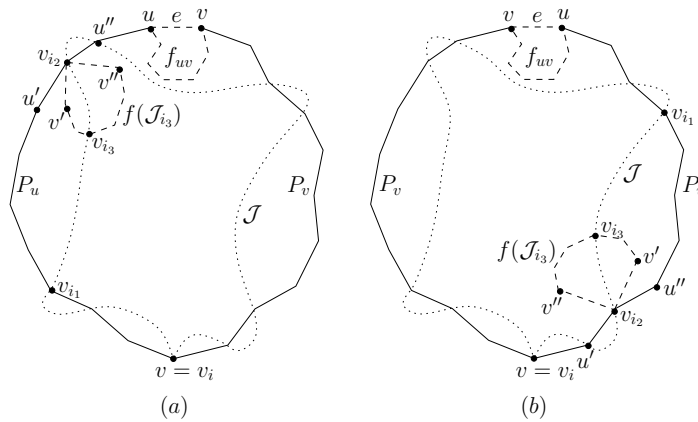 u e v
u''
v_{i_2}
f_{uv}
v''
u'
v'
f(𝒥_{i_3})
v_{i_3}
P_u
P_v
𝒥
v_{i_1}
v = v_i
(a)
v e u
f_{uv}
v_{i_1}
𝒥
P_v
P
v_{i_3}
f(𝒥_{i_3})
v'
v''
u''
v_{i_2}
u'
v = v_i
(b)